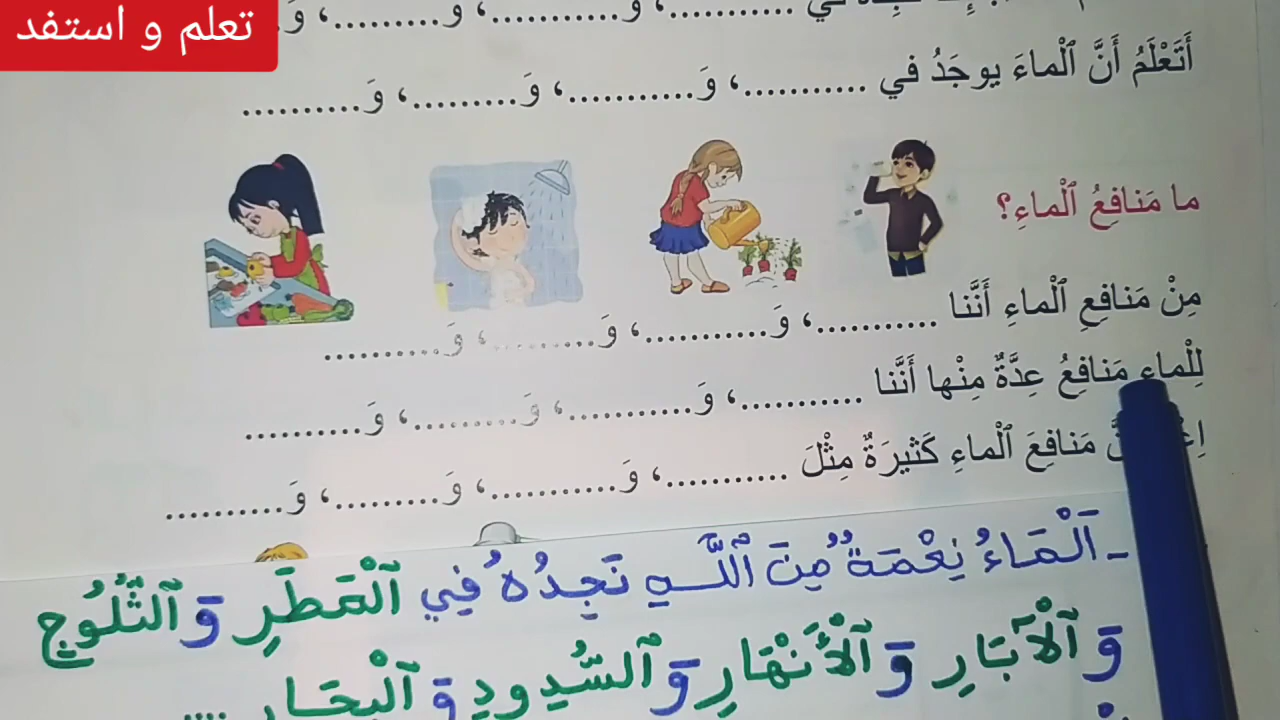 تعلم و استفد
في ...........، وَ...........، وَ.........، وَ
أَتَعْلَمُ أَنَّ ٱلْماءَ يوجَدُ في ...........، وَ...........، وَ.........، وَ..........
ما مَنافِعُ ٱلْماءِ؟
مِنْ مَنافِعِ ٱلْماءِ أَنَّنا ...........، وَ...........، وَ.........، وَ..........
لِلْماءِ مَنافِعُ عِدَّةٌ مِنْها أَنَّنا ...........، وَ...........، وَ.........، وَ..........
مَنافِعَ ٱلْماءِ كَثيرَةٌ مِثْلَ ...........، وَ...........، وَ.........، وَ..........
- اَلْمَاءُ نِعْمَةٌ مِنَ ٱللَّـهِ نَجِدُهُ فِي ٱلْمَطَرِ وَ ٱلثُّلُوجِ
وَ ٱلْآبَارِ وَ ٱلْأَنْهَارِ وَ ٱلسُّدُودِ وَ ٱلْبِحَارِ ....